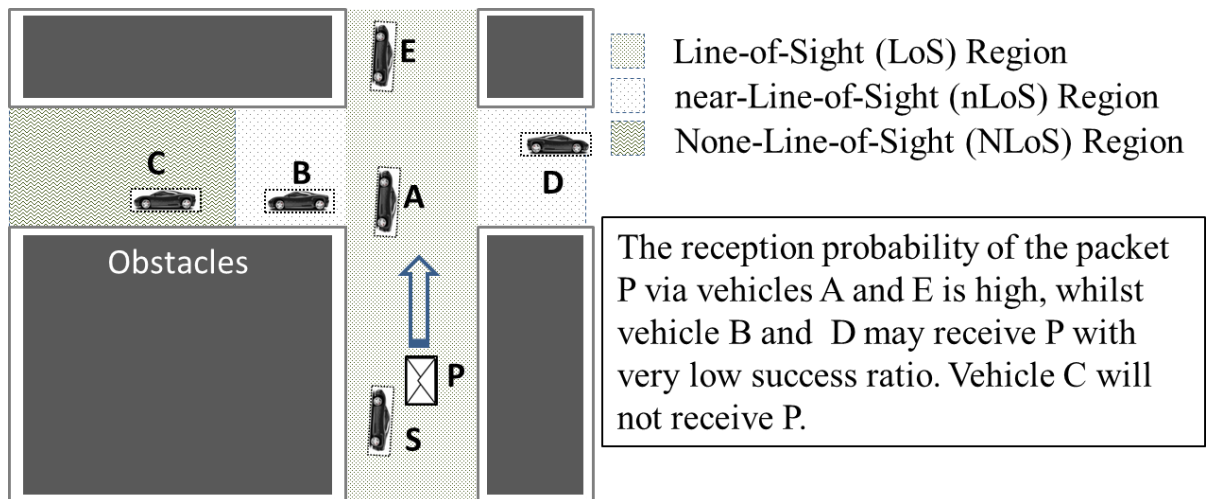 E
C
B
D
A
Obstacles
P
S
Line-of-Sight (LoS) Region
near-Line-of-Sight (nLoS) Region
None-Line-of-Sight (NLoS) Region
The reception probability of the packet
P via vehicles A and E is high, whilst
vehicle B and D may receive P with
very low success ratio. Vehicle C will
not receive P.